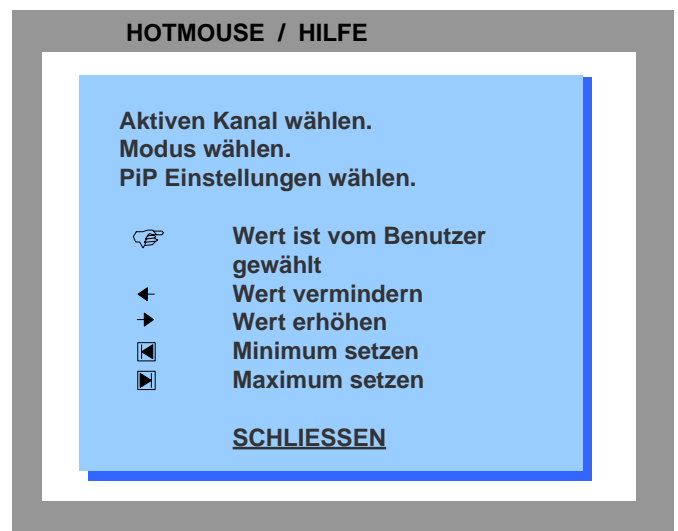 HOTMOUSE / HILFE
Aktiven Kanal wählen.
Modus wählen.
PiP Einstellungen wählen.
Wert ist vom Benutzer
gewählt
Wert vermindern
Wert erhöhen
Minimum setzen
Maximum setzen
SCHLIESSEN